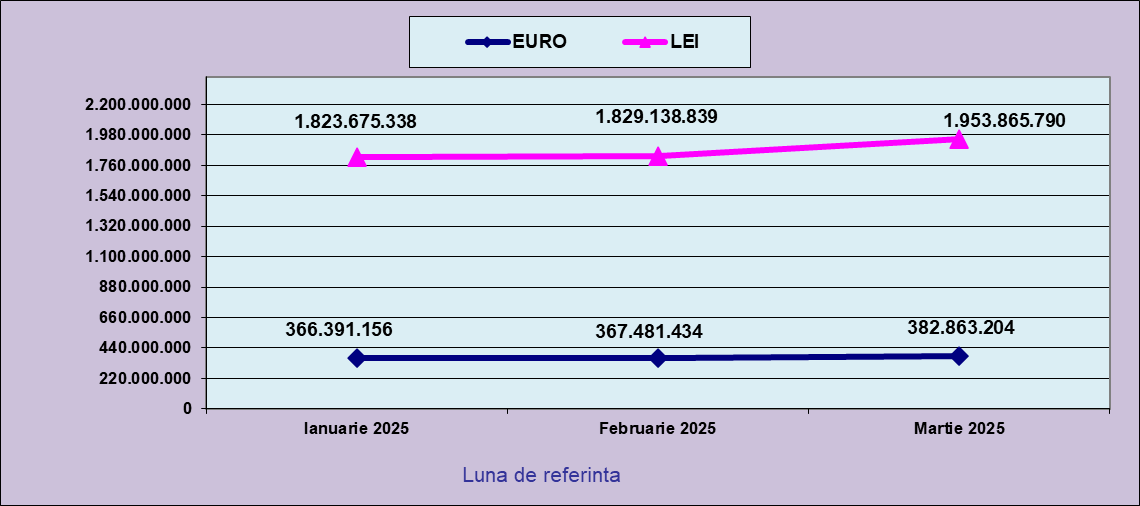 EURO LEI
2.200.000.000
1.980.000.000
1.760.000.000
1.540.000.000
1.320.000.000
1.100.000.000
880.000.000
660.000.000
440.000.000
220.000.000
0
1.823.675.338 1.829.138.839 1.953.865.790
366.391.156 367.481.434 382.863.204
Ianuarie 2025 Februarie 2025 Martie 2025
Luna de referinta